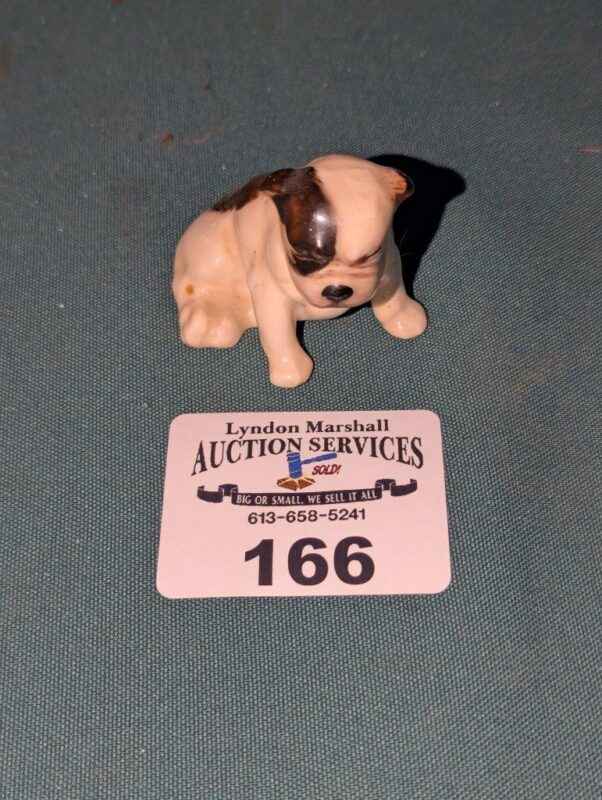 Lyndon Marshall
AUCTION SERVICES
SOLD!
BIG OR SMALL, WE SELL IT ALL
613-658-5241
166